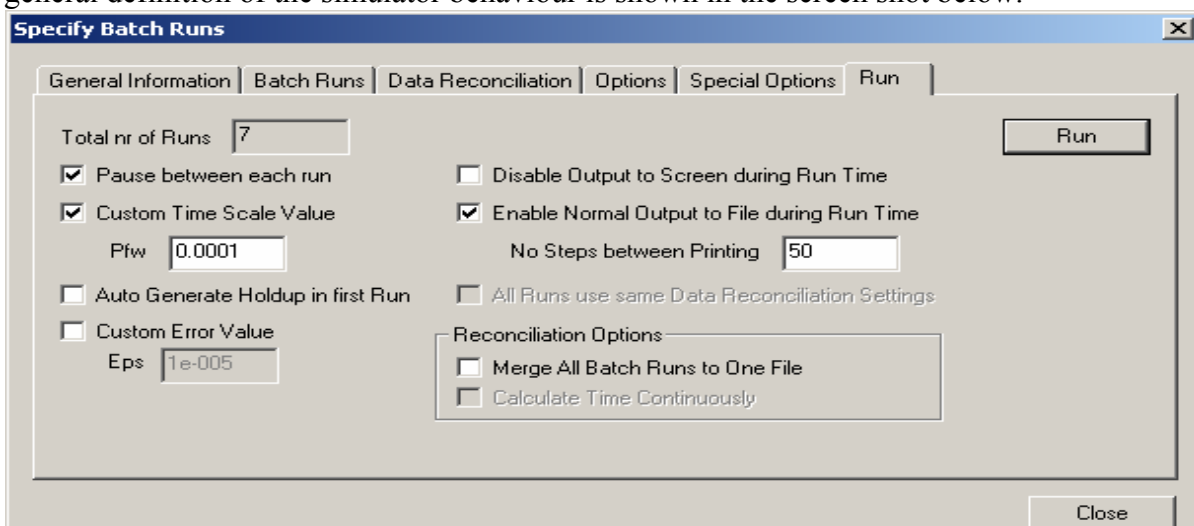 general definition of the simulator behaviour is shown in the screen shot below.
Specify Batch Runs
General Information Batch Runs Data Reconciliation Options Special Options Run
Total nr of Runs 7 Run
Pause between each run Disable Output to Screen during Run Time
Custom Time Scale Value Enable Normal Output to File during Run Time
Pfw 0.0001 No Steps between Printing 50
Auto Generate Holdup in first Run All Runs use same Data Reconciliation Settings
Custom Error Value Reconciliation Options
Eps 1e-005 Merge All Batch Runs to One File
Calculate Time Continuously
Close